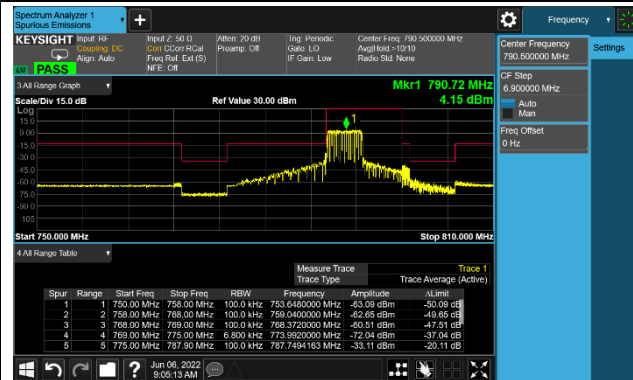 Spectrum Analyzer 1
Spurious Emissions
Frequency
KEYSIGHT Input: RF
Coupling: DC
Align: Auto
Input Z: 50 Ω
Corr CCorr RCal
Freq Ref: Ext (S)
NFE: Off
Atten: 20 dB
Preamp: Off
Trig: Periodic
Gate: LO
IF Gain: Low
Center Freq: 790.500000 MHz
Avg|Hold:>10/10
Radio Std: None
PASS
Center Frequency
790.500000 MHz
Settings
CF Step
6.900000 MHz
Auto
Man
Freq Offset
0 Hz
3 All Range Graph
Mkr1 790.72 MHz
Scale/Div 15.0 dB
Ref Value 30.00 dBm
4.15 dBm
Log
15.0
0.00
-15.0
-30.0
-45.0
-60.0
-75.0
-90.0
-105
1
Start 750.000 MHz
Stop 810.000 MHz
4 All Range Table
Measure Trace Trace 1
Trace Type Trace Average (Active)
Spur Range Start Freq Stop Freq RBW Frequency Amplitude ΔLimit
1 1 750.00 MHz 758.00 MHz 100.0 kHz 753.6480000 MHz -63.09 dBm -50.09 dB
2 2 758.00 MHz 768.00 MHz 100.0 kHz 759.0400000 MHz -62.65 dBm -49.65 dB
3 3 768.00 MHz 769.00 MHz 100.0 kHz 768.3720000 MHz -60.51 dBm -47.51 dB
4 4 769.00 MHz 775.00 MHz 6.800 kHz 773.9920000 MHz -72.04 dBm -37.04 dB
5 5 775.00 MHz 787.90 MHz 100.0 kHz 787.7494163 MHz -33.11 dBm -20.11 dB
Jun 06, 2022
9:05:13 AM